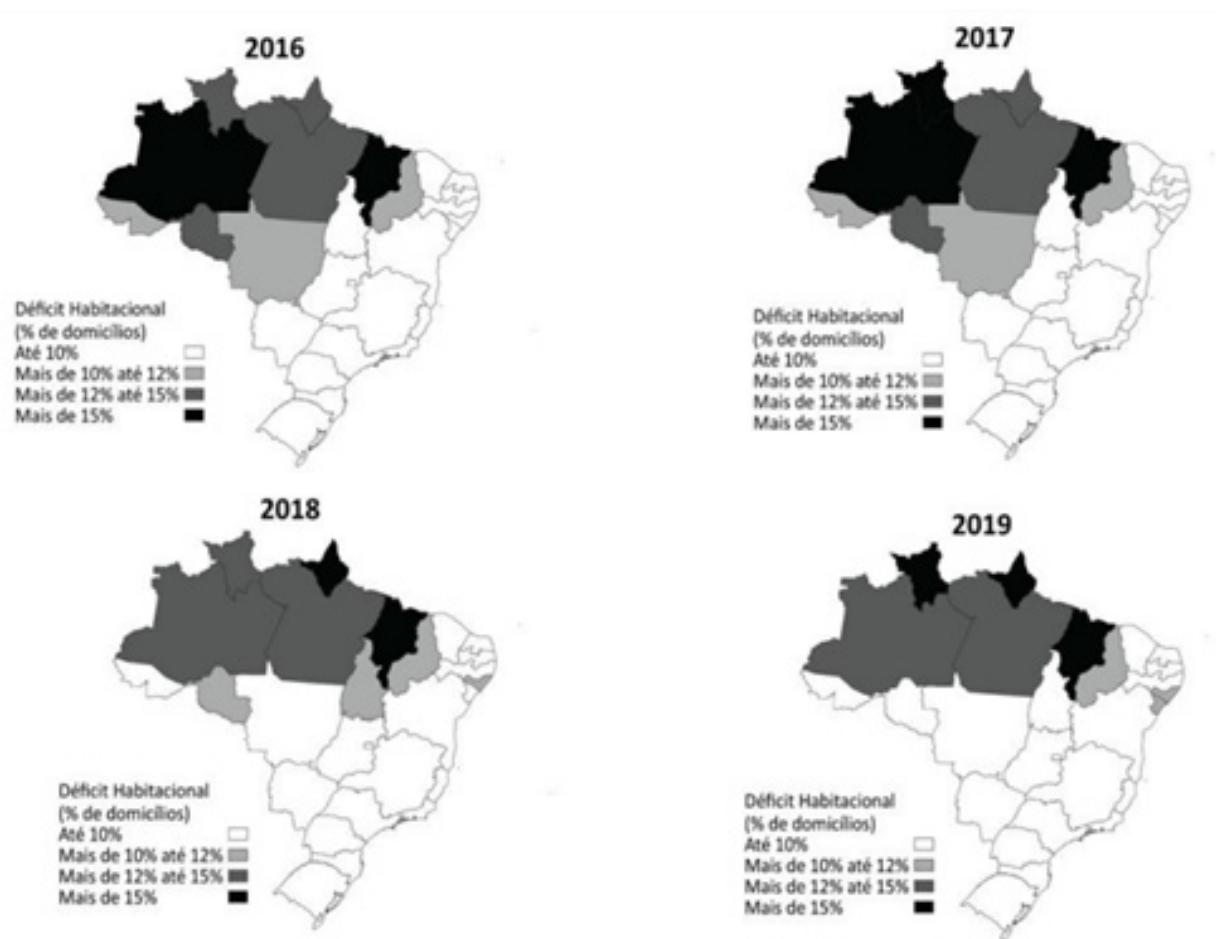 2016
Déficit Habitacional
(% de domicílios)
Até 10%
Mais de 10% até 12%
Mais de 12% até 15%
Mais de 15%
2017
Déficit Habitacional
(% de domicílios)
Até 10%
Mais de 10% até 12%
Mais de 12% até 15%
Mais de 15%
2018
Déficit Habitacional
(% de domicílios)
Até 10%
Mais de 10% até 12%
Mais de 12% até 15%
Mais de 15%
2019
Déficit Habitacional
(% de domicílios)
Até 10%
Mais de 10% até 12%
Mais de 12% até 15%
Mais de 15%